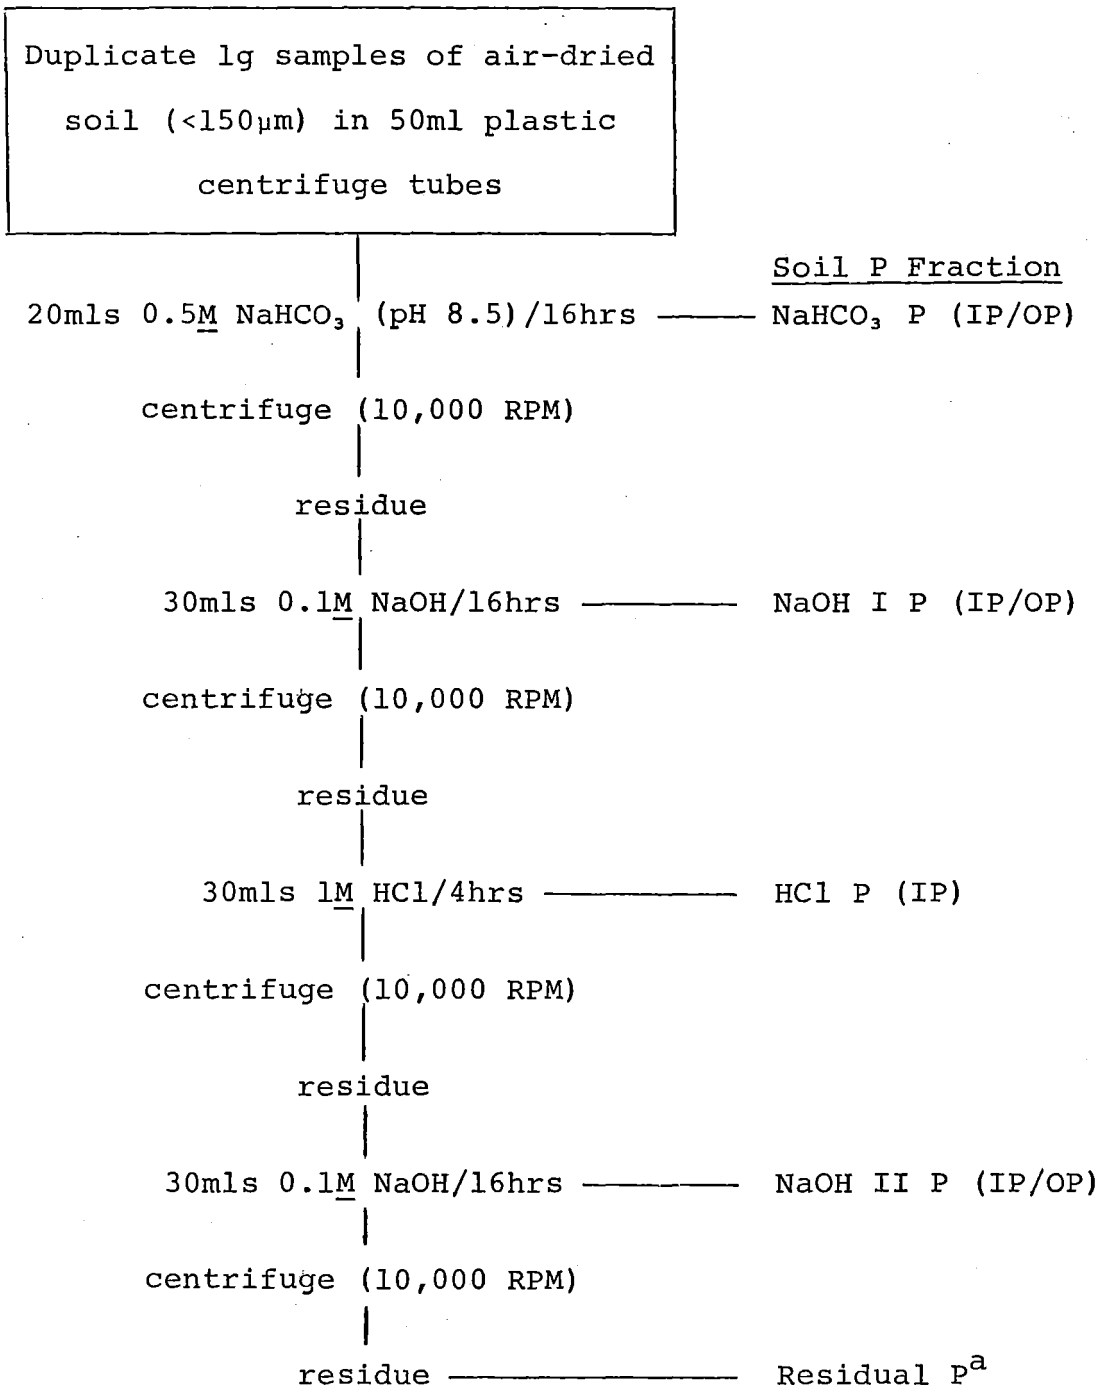 Duplicate 1g samples of air-dried
soil (<150µm) in 50ml plastic
centrifuge tubes
Soil P Fraction
20mls 0.5M NaHCO₃ (pH 8.5)/16hrs NaHCO₃ P (IP/OP)
centrifuge (10,000 RPM)
residue
30mls 0.1M NaOH/16hrs NaOH I P (IP/OP)
centrifuge (10,000 RPM)
residue
30mls 1M HCl/4hrs HCl P (IP)
centrifuge (10,000 RPM)
residue
30mls 0.1M NaOH/16hrs NaOH II P (IP/OP)
centrifuge (10,000 RPM)
residue Residual Pᵃ